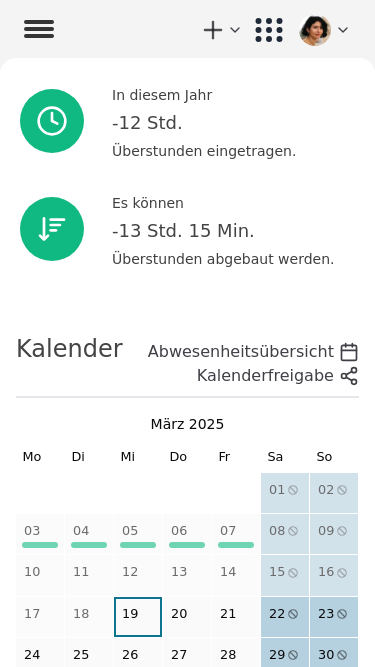 In diesem Jahr
-12 Std.
Überstunden eingetragen.
Es können
-13 Std. 15 Min.
Überstunden abgebaut werden.
Kalender
Abwesenheitsübersicht
Kalenderfreigabe
März 2025
Mo Di Mi Do Fr Sa So
01 02
03 04 05 06 07 08 09
10 11 12 13 14 15 16
17 18 19 20 21 22 23
24 25 26 27 28 29 30